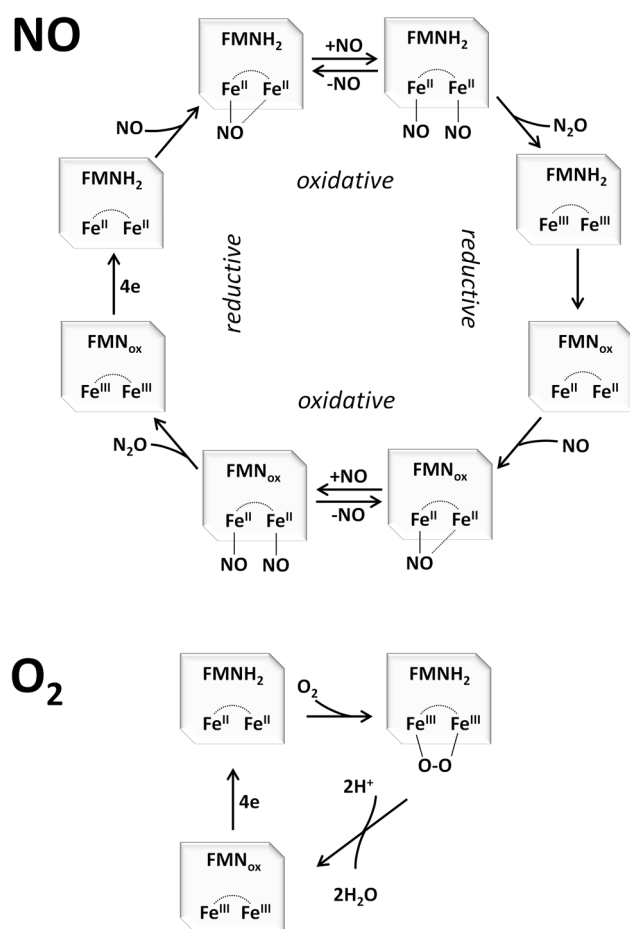 NO
FMNH₂
Feᴵᴵ Feᴵᴵ
NO
+NO
-NO
FMNH₂
Feᴵᴵ Feᴵᴵ
NO NO
N₂O
FMNH₂
Feᴵᴵᴵ Feᴵᴵᴵ
FMNₒₓ
Feᴵᴵ Feᴵᴵ
NO
FMNₒₓ
Feᴵᴵ Feᴵᴵ
NO
+NO
-NO
FMNₒₓ
Feᴵᴵ Feᴵᴵ
NO NO
N₂O
FMNₒₓ
Feᴵᴵᴵ Feᴵᴵᴵ
4e
FMNH₂
Feᴵᴵ Feᴵᴵ
NO
oxidative
reductive
oxidative
reductive
O₂
FMNH₂
Feᴵᴵ Feᴵᴵ
O₂
FMNH₂
Feᴵᴵᴵ Feᴵᴵᴵ
O-O
2H⁺
2H₂O
FMNₒₓ
Feᴵᴵᴵ Feᴵᴵᴵ
4e